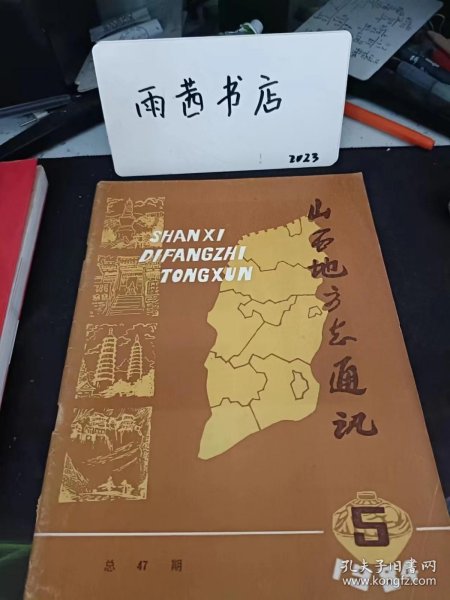 雨茜书店
2023
SHANXI
DIFANGZHI
TONGXUN
山西地方志通讯
5
总 47 期
孔夫子旧书网